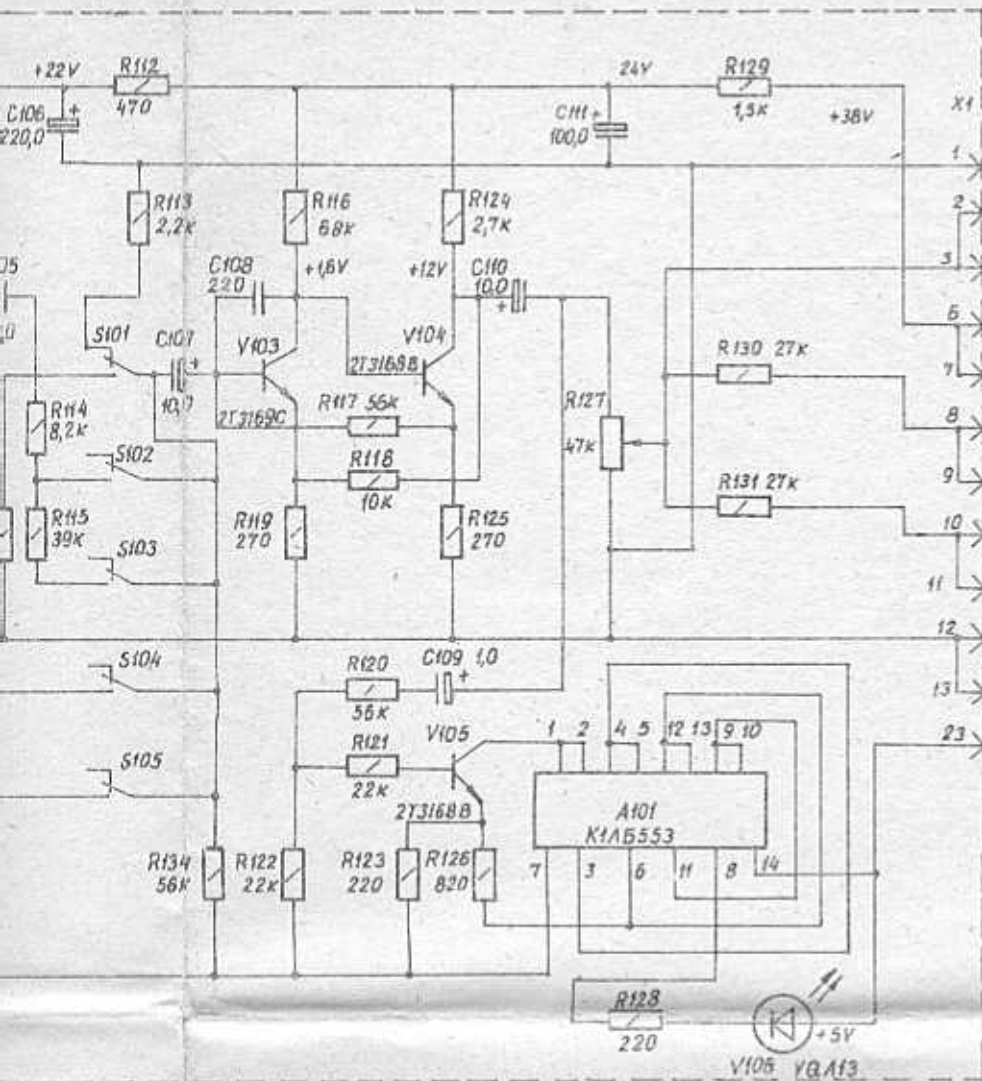 +22V
R112
470
C106 +
220,0
24V
C111 +
100,0
R129
1,3к
+38V
X1
1
2
3
6
7
8
9
10
11
12
13
23
R113
2,2к
R116
68к
R124
2,7к
C108
220
+1,6V
+12V
C110
10,0
+
S101
C107
+
10,0
V103
2T3169C
V104
2T3168B
R117 56к
R118
10к
R114
8,2к
R115
39к
S102
S103
R119
270
R125
270
R127
47к
R130 27к
R131 27к
S104
S105
R120
56к
C109 + 1,0
R121
22к
V105
2T3168B
1 2 4 5 12 13 9 10
A101
К1ЛБ553
7 3 6 11 8 14
R134
56к
R122
22к
R123
220
R126
820
R128
220
+5V
V106 VQA13